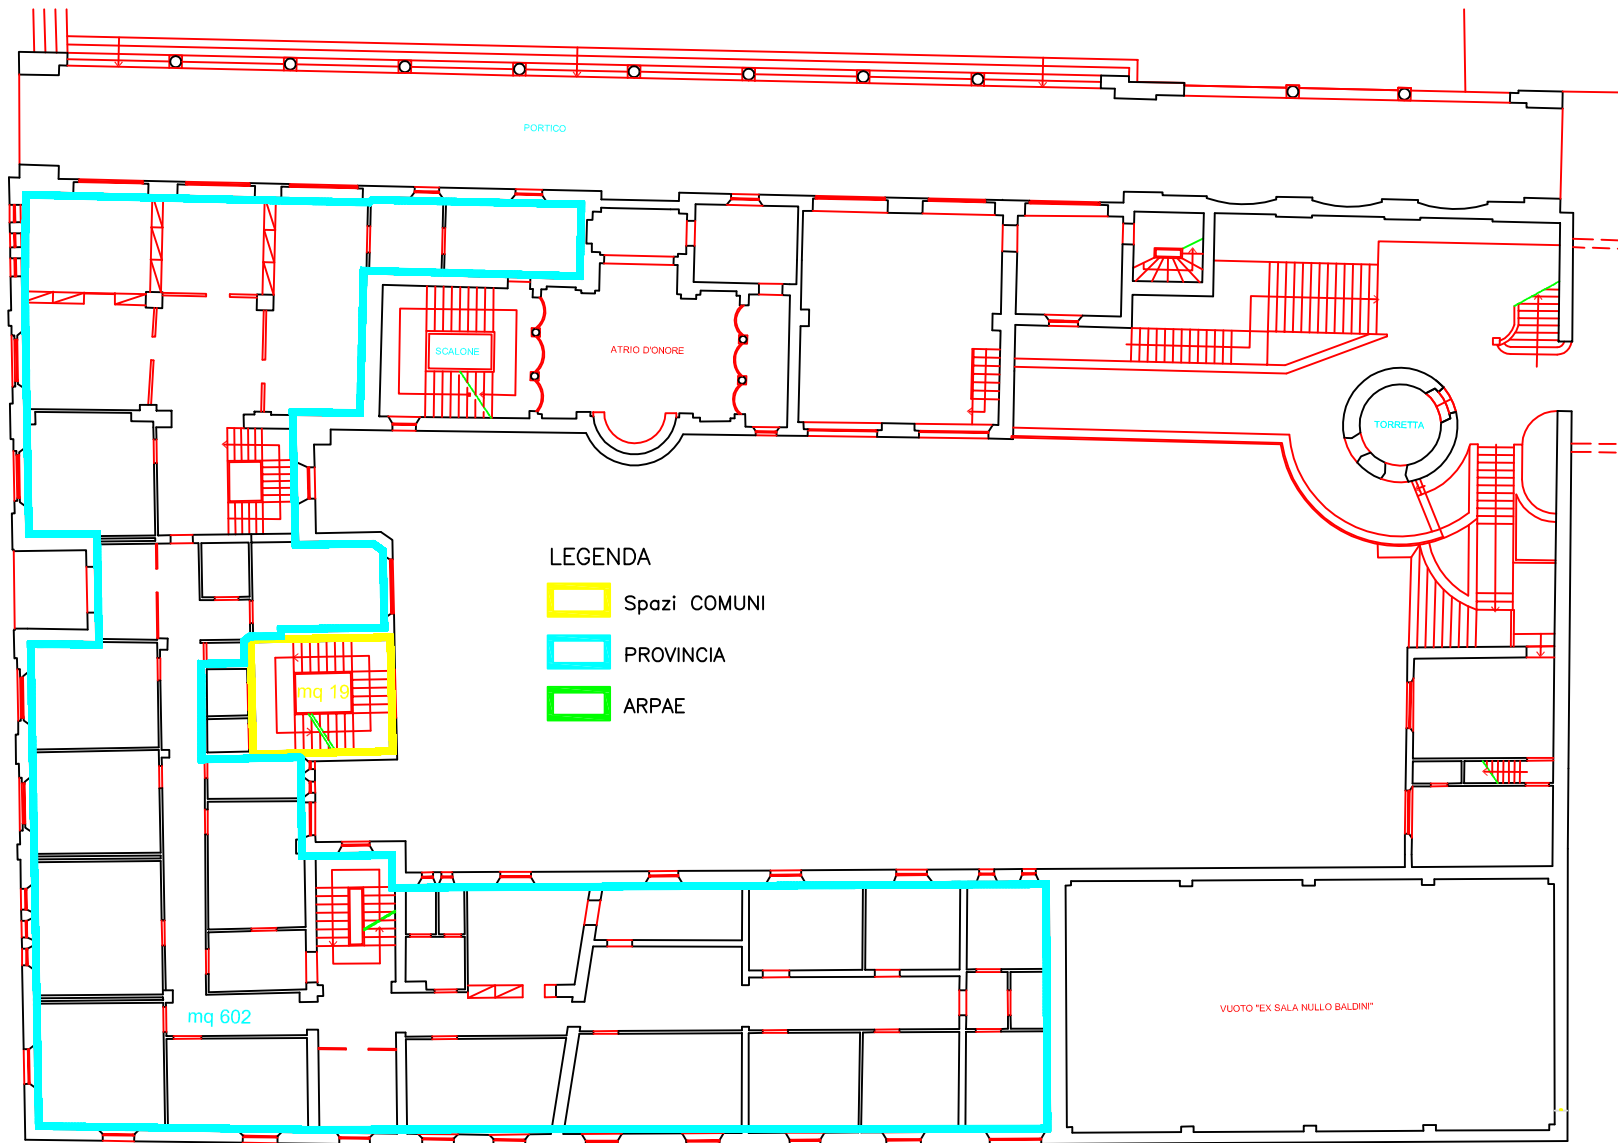 PORTICO
SCALONE
ATRIO D'ONORE
TORRETTA
LEGENDA
Spazi COMUNI
PROVINCIA
ARPAE
mq 19
mq 602
VUOTO "EX SALA NULLO BALDINI"